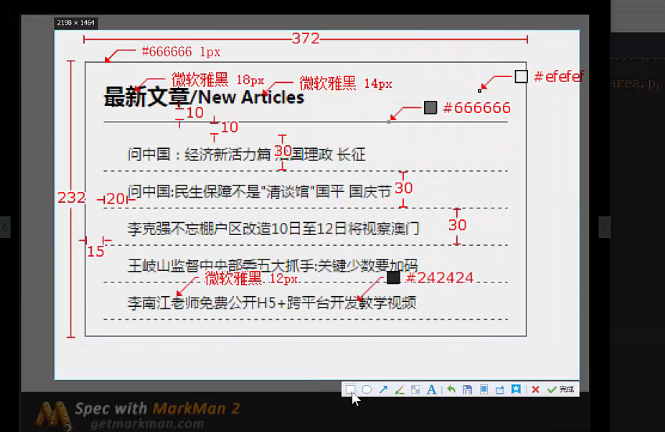 2198 × 1464
372
#666666 1px
微软雅黑 18px
微软雅黑 14px
#efefef
最新文章/New Articles
#666666
10
10
问中国：经济新活力篇 治国理政 长征
30
232
20
问中国:民生保障不是"清谈馆"国平 国庆节
30
李克强不忘棚户区改造10日至12日将视察澳门
30
15
王岐山监督中央部委五大抓手:关键少数要加码
微软雅黑 12px
#242424
李南江老师免费公开H5+跨平台开发教学视频
A
完成
area,p,
Spec with MarkMan 2
getmarkman.com